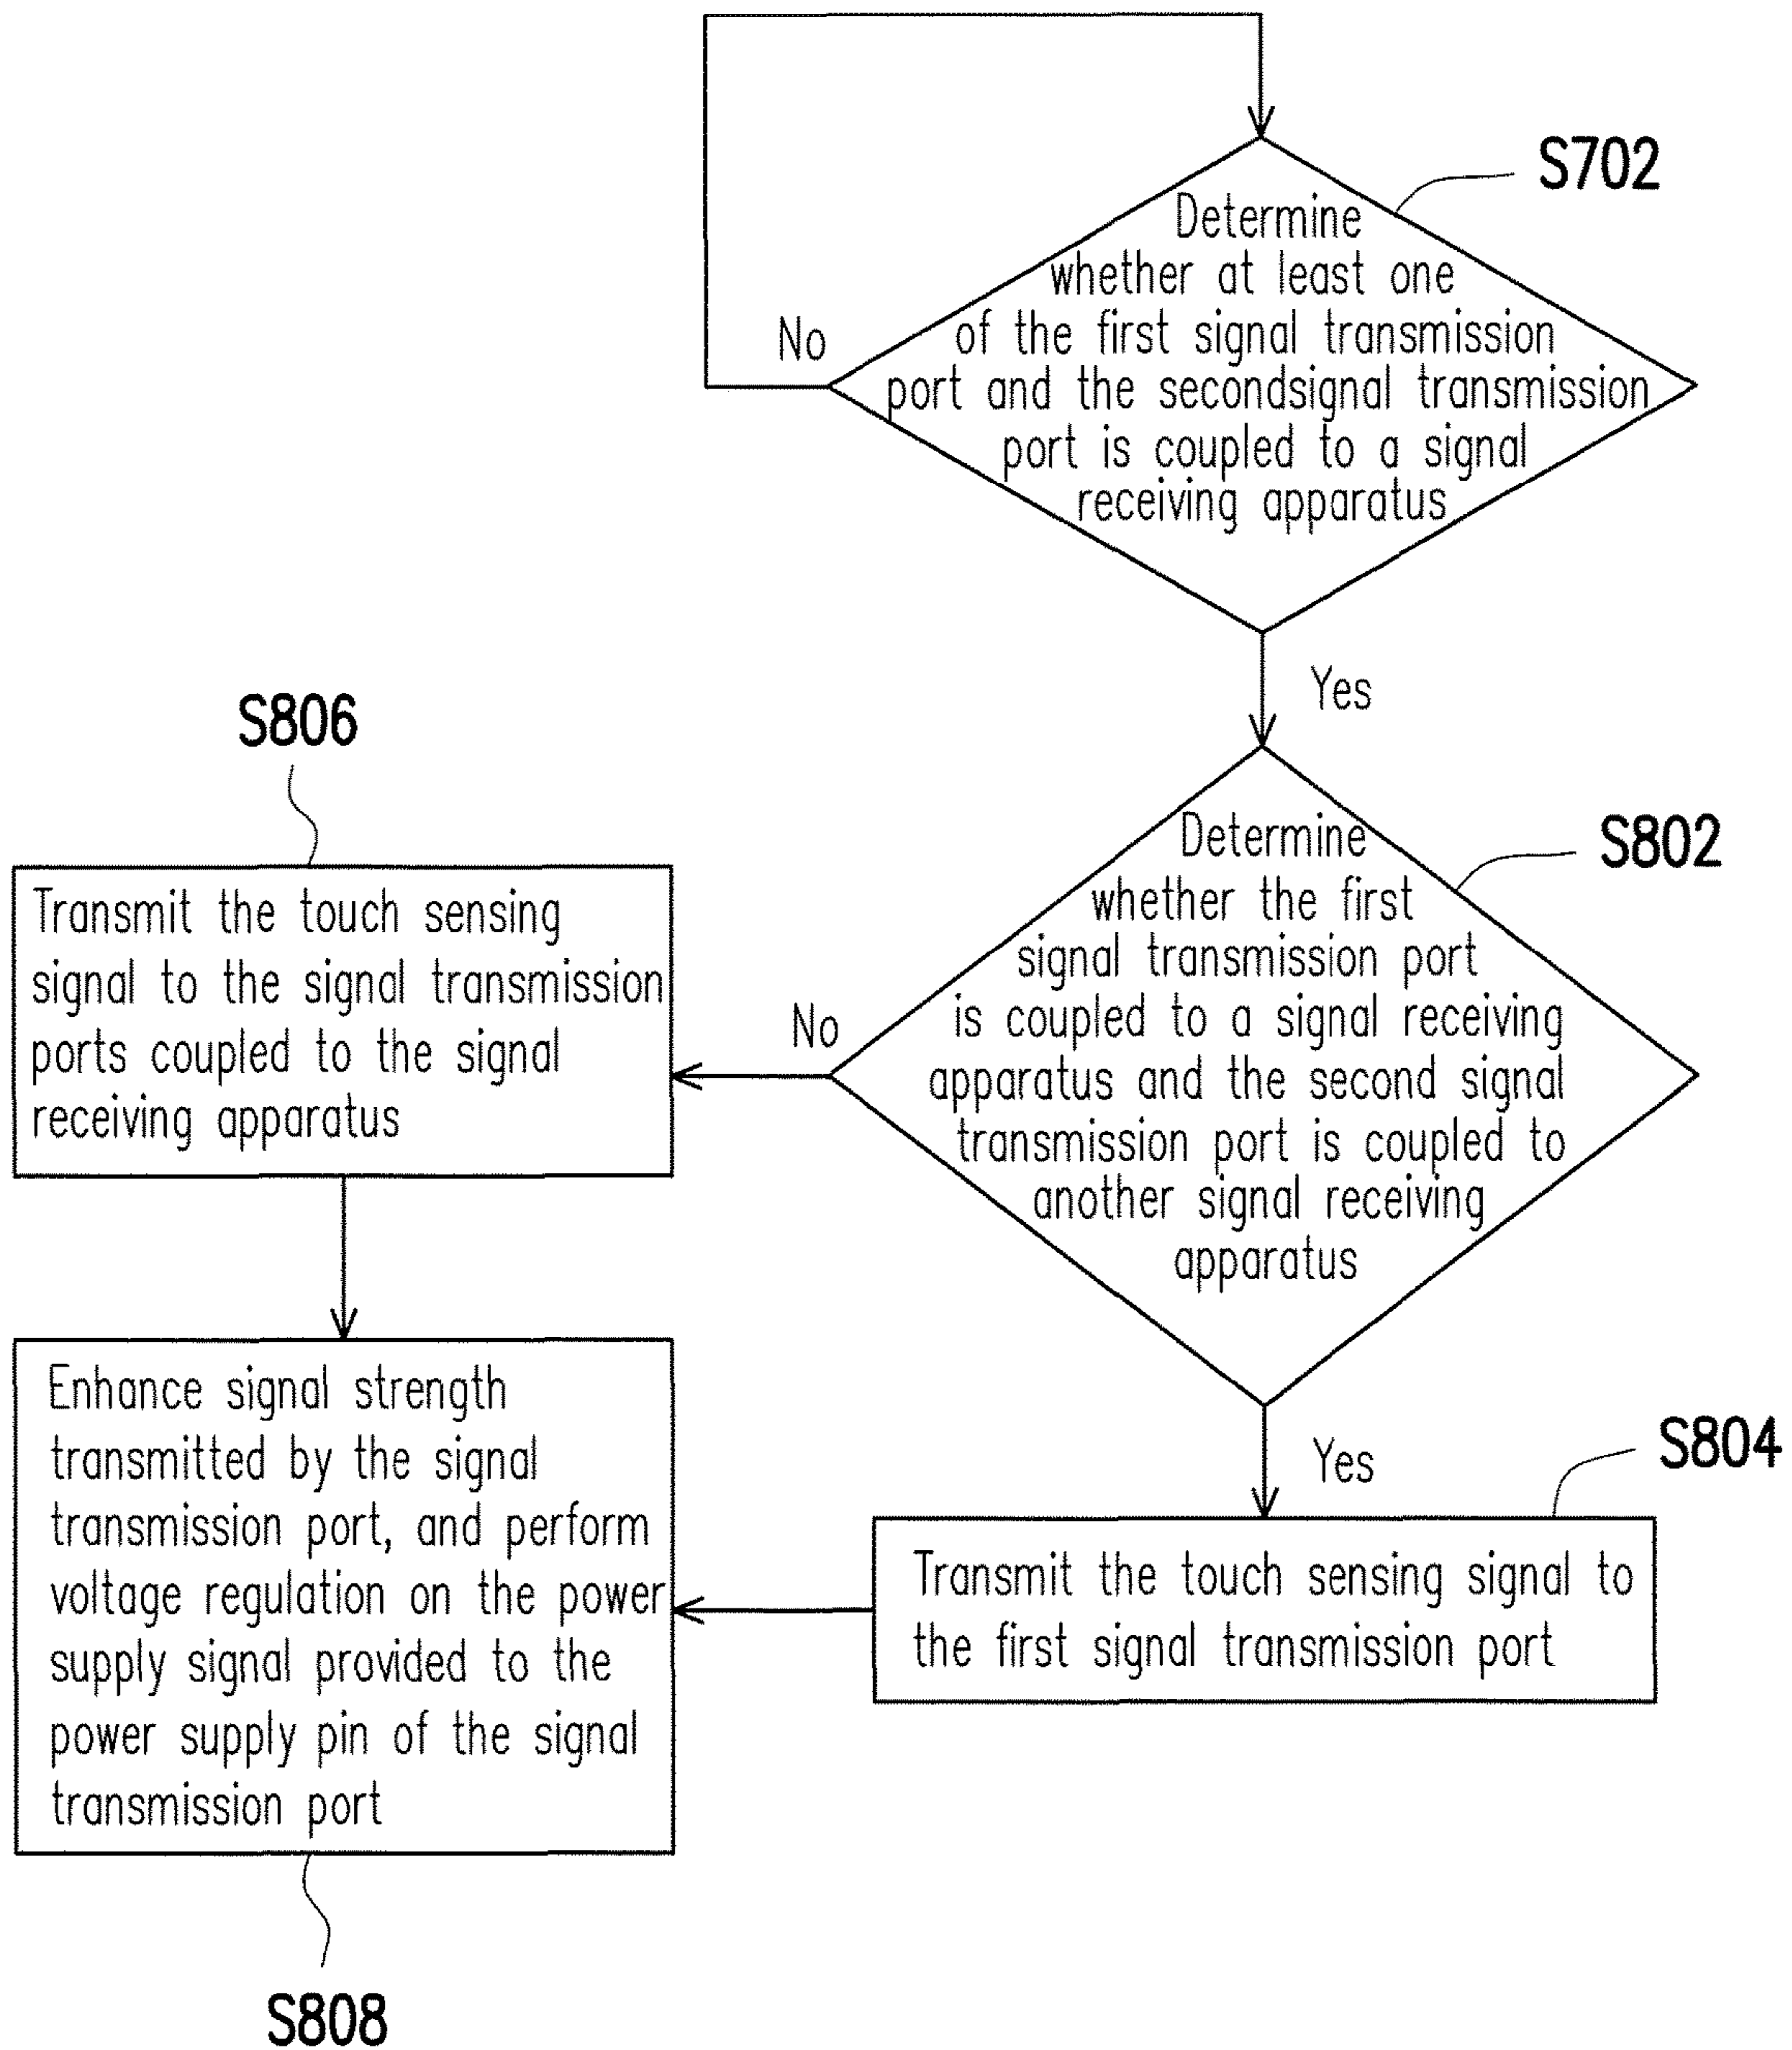 S702
Determine
whether at least one
of the first signal transmission
port and the secondsignal transmission
port is coupled to a signal
receiving apparatus
No
Yes
S802
Determine
whether the first
signal transmission port
is coupled to a signal receiving
apparatus and the second signal
transmission port is coupled to
another signal receiving
apparatus
No
Yes
S806
Transmit the touch sensing
signal to the signal transmission
ports coupled to the signal
receiving apparatus
S804
Transmit the touch sensing signal to
the first signal transmission port
Enhance signal strength
transmitted by the signal
transmission port, and perform
voltage regulation on the power
supply signal provided to the
power supply pin of the signal
transmission port
S808